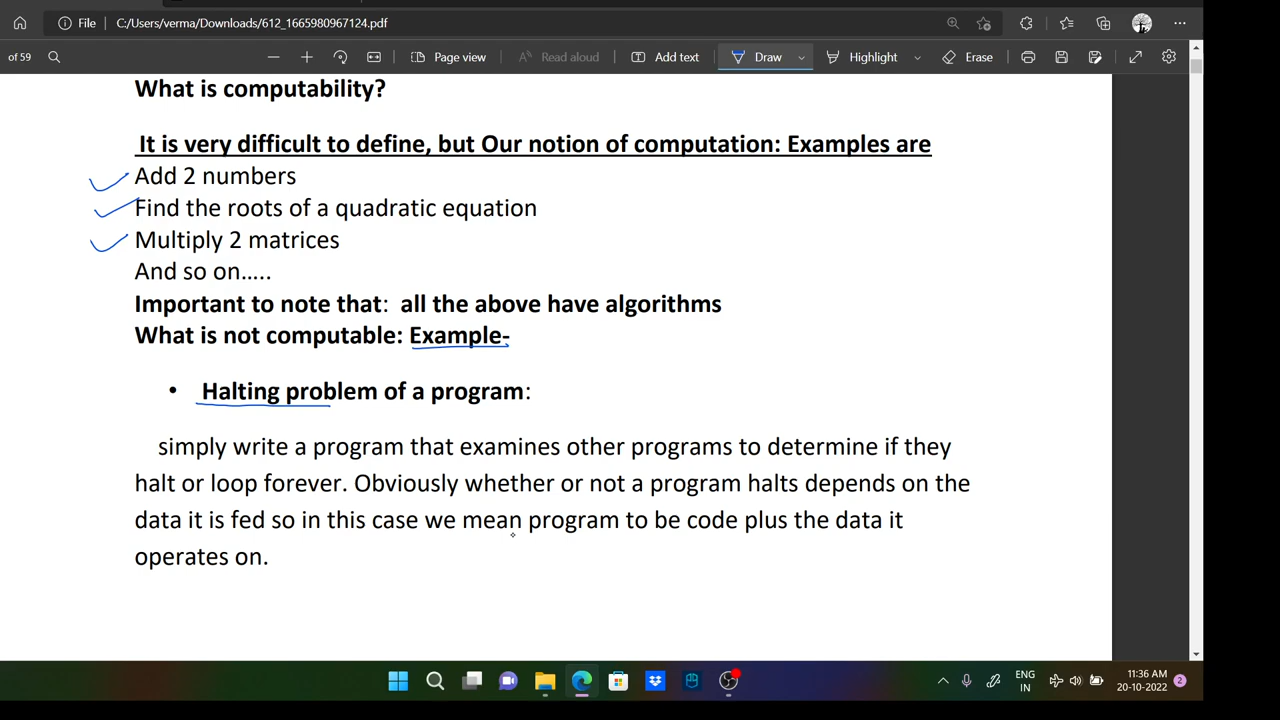 File
C:/Users/verma/Downloads/612_1665980967124.pdf
of 59
Page view
Read aloud
Add text
Draw
Highlight
Erase
What is computability?
It is very difficult to define, but Our notion of computation: Examples are
Add 2 numbers
Find the roots of a quadratic equation
Multiply 2 matrices
And so on.....
Important to note that: all the above have algorithms
What is not computable: Example-
• Halting problem of a program:
simply write a program that examines other programs to determine if they
halt or loop forever. Obviously whether or not a program halts depends on the
data it is fed so in this case we mean program to be code plus the data it
operates on.
ENG
IN
11:36 AM
20-10-2022
2